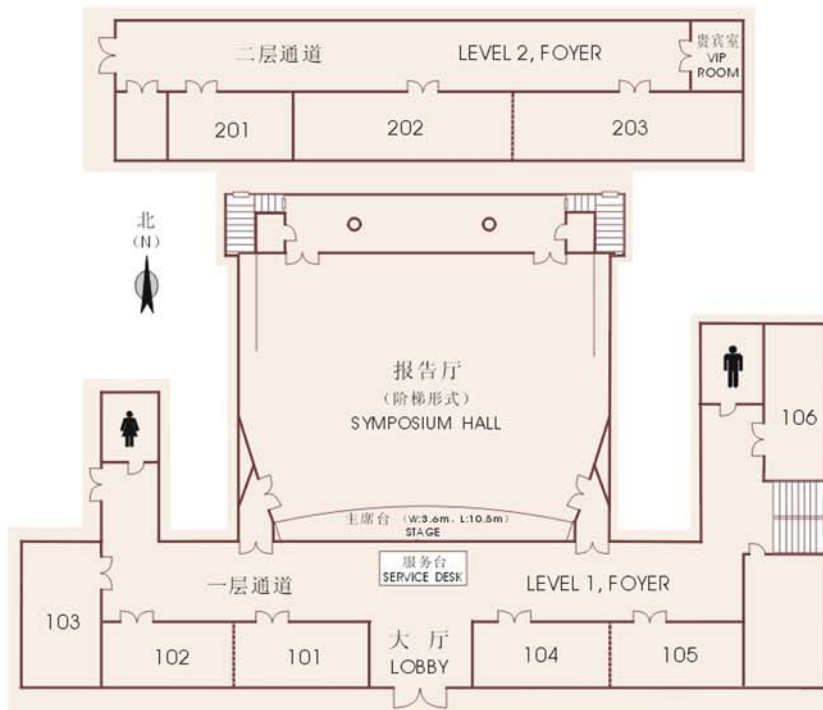 二层通道
LEVEL 2, FOYER
贵宾室
VIP
ROOM
201
202
203
北
(N)
报告厅
(阶梯形式)
SYMPOSIUM HALL
106
主席台 (W:3.6m、L:10.5m)
STAGE
服务台
SERVICE DESK
一层通道
LEVEL 1, FOYER
103
102
101
大厅
LOBBY
104
105